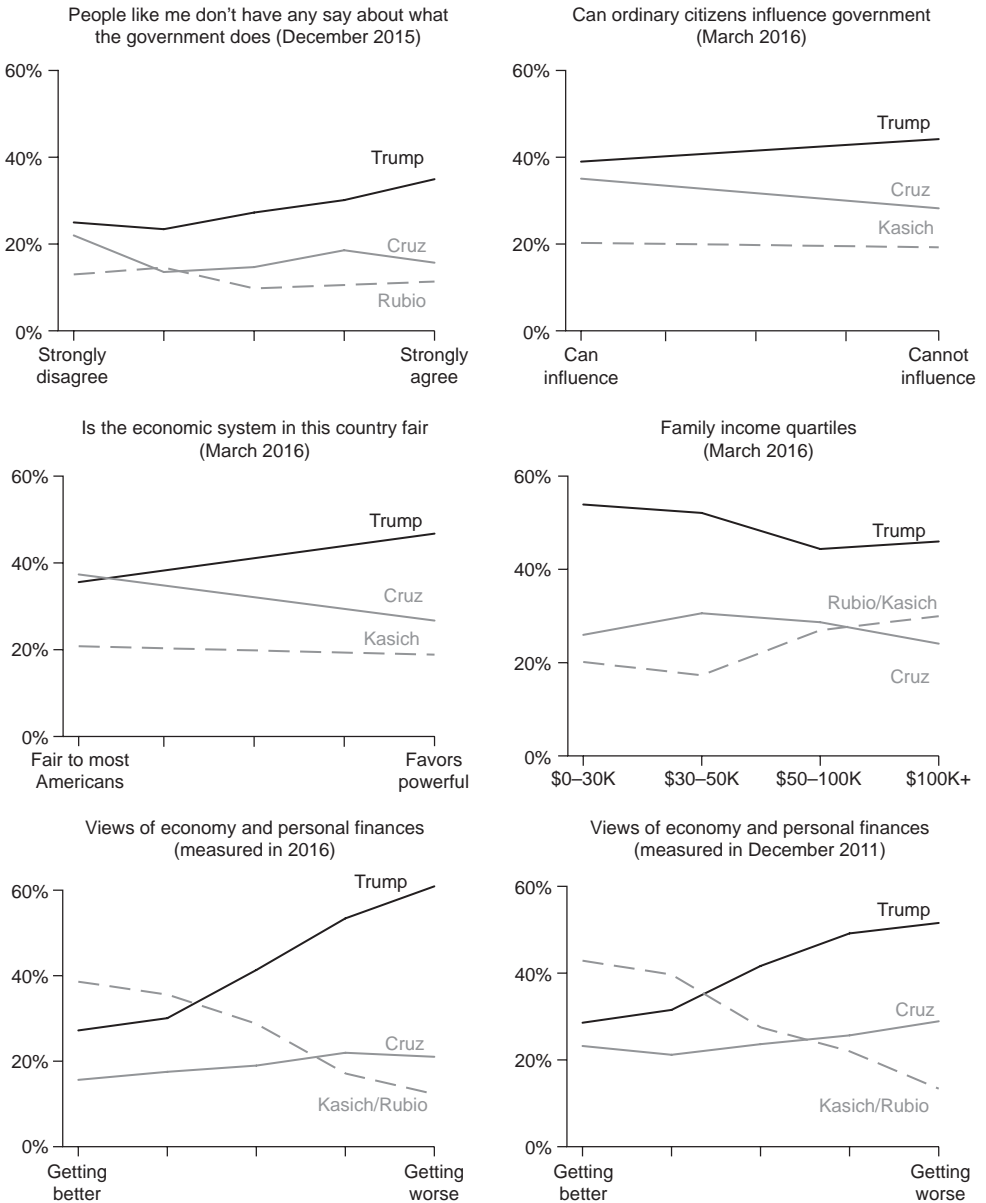 People like me don't have any say about what
the government does (December 2015)
60%
40%
20%
0%
Trump
Cruz
Rubio
Strongly
disagree
Strongly
agree
Can ordinary citizens influence government
(March 2016)
60%
40%
20%
0%
Trump
Cruz
Kasich
Can
influence
Cannot
influence
Is the economic system in this country fair
(March 2016)
60%
40%
20%
0%
Trump
Cruz
Kasich
Fair to most
Americans
Favors
powerful
Family income quartiles
(March 2016)
60%
40%
20%
0%
Trump
Rubio/Kasich
Cruz
$0–30K
$30–50K
$50–100K
$100K+
Views of economy and personal finances
(measured in 2016)
60%
40%
20%
0%
Trump
Cruz
Kasich/Rubio
Getting
better
Getting
worse
Views of economy and personal finances
(measured in December 2011)
60%
40%
20%
0%
Trump
Cruz
Kasich/Rubio
Getting
better
Getting
worse